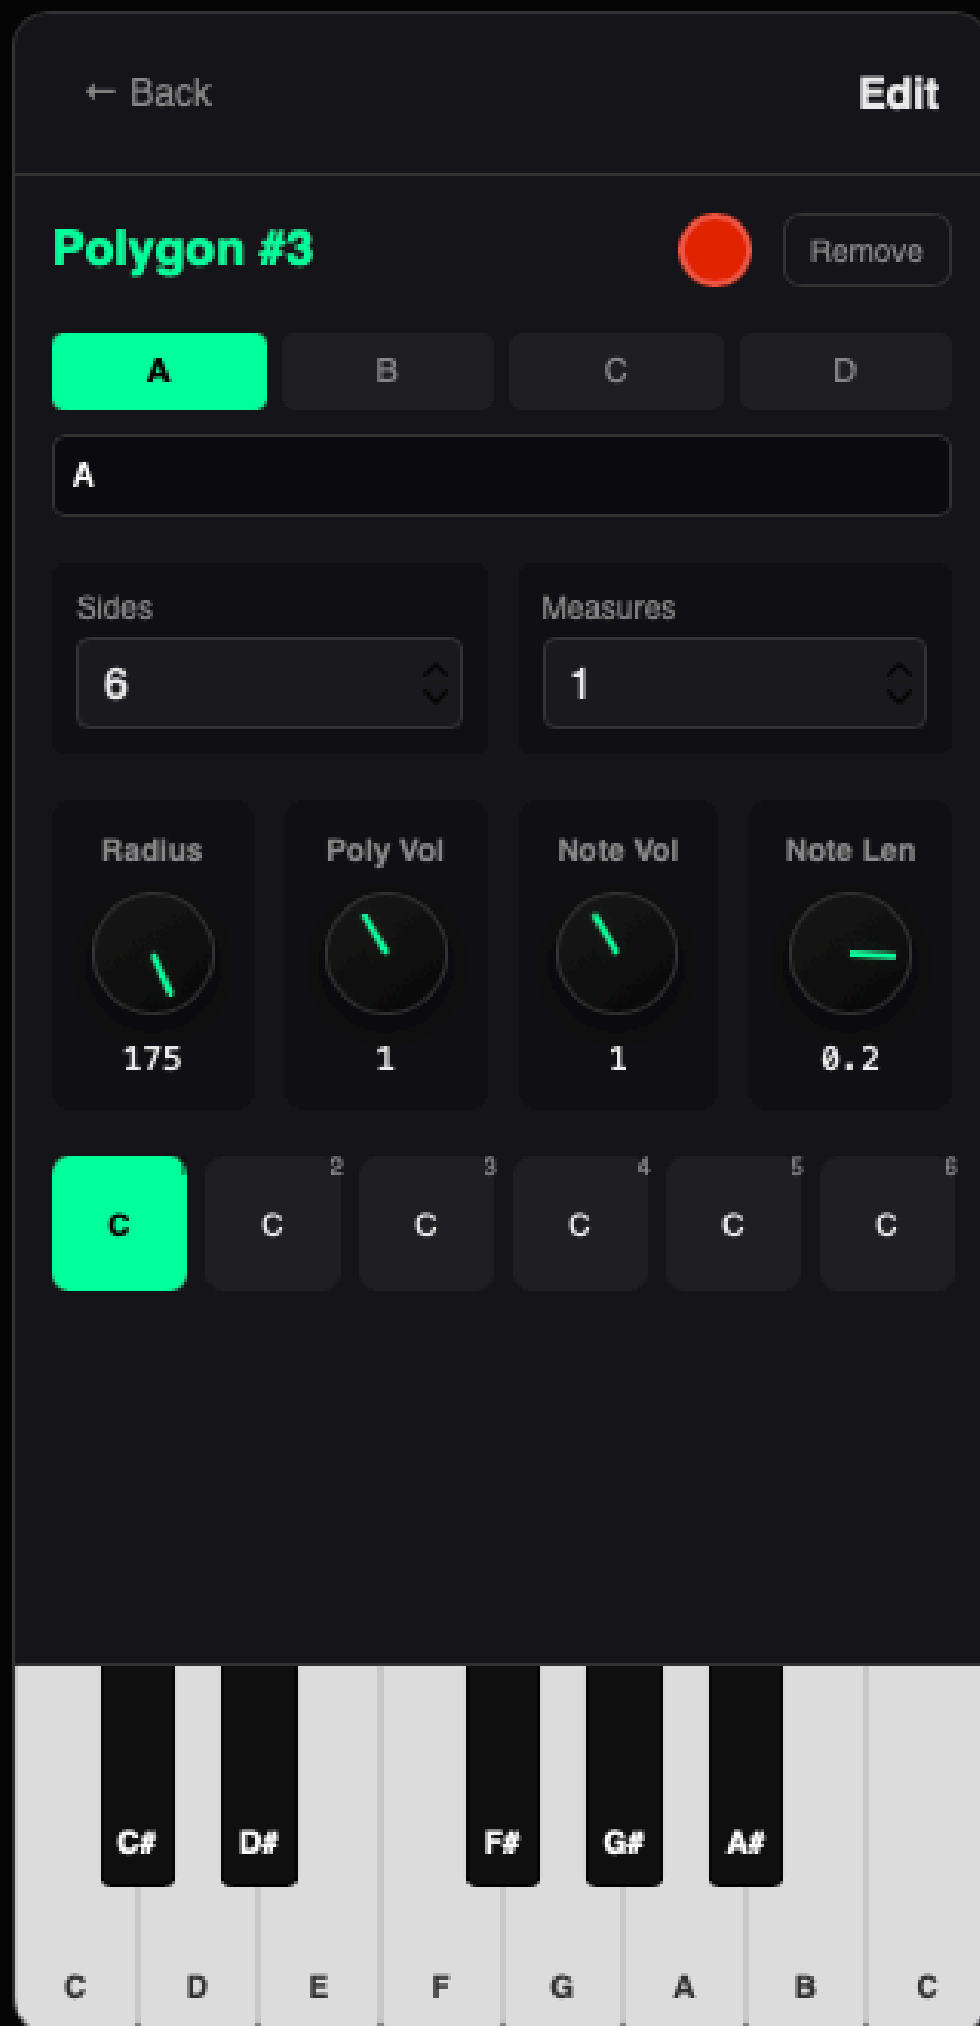 ← Back Edit
Polygon #3 Remove
A B C D
A
Sides Measures
6 1
Radius Poly Vol Note Vol Note Len
175 1 1 0.2
2 3 4 5 6
C C C C C C
C# D# F# G# A#
C D E F G A B C